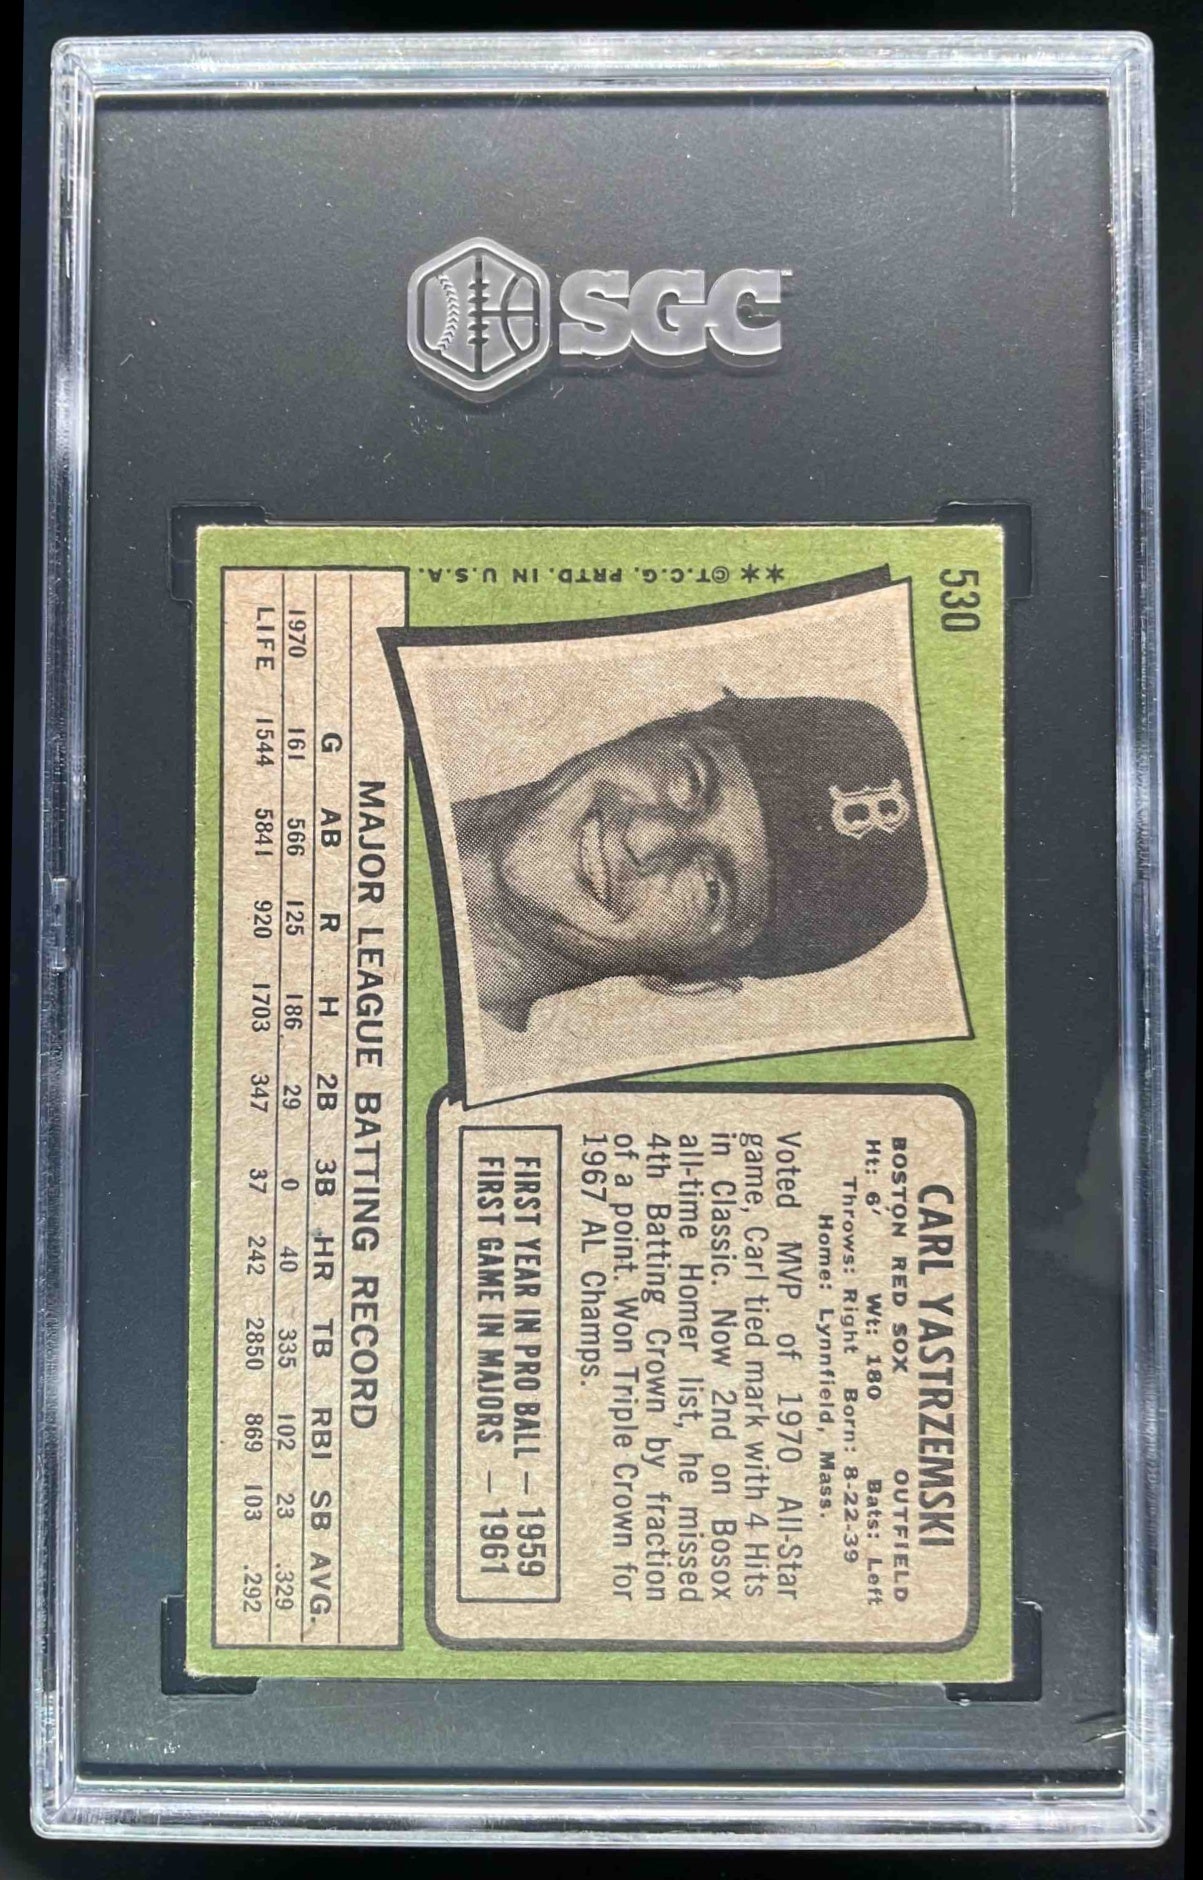 SGC
530
** ©T.C.G. PRTD. IN U.S.A.
B
CARL YASTRZEMSKI
BOSTON RED SOX OUTFIELD
Ht: 6' Wt: 180 Bats: Left
Throws: Right Born: 8-22-39
Home: Lynnfield, Mass.
Voted MVP of 1970 All-Star
game, Carl tied mark with 4 Hits
in Classic. Now 2nd on Bosox
all-time Homer list, he missed
4th Batting Crown by fraction
of a point. Won Triple Crown for
1967 AL Champs.
FIRST YEAR IN PRO BALL — 1959
FIRST GAME IN MAJORS — 1961
MAJOR LEAGUE BATTING RECORD
G AB R H 2B 3B HR TB RBI SB AVG.
1970 161 566 125 186 29 0 40 335 102 23 .329
LIFE 1544 5841 920 1703 347 37 242 2850 869 103 .292